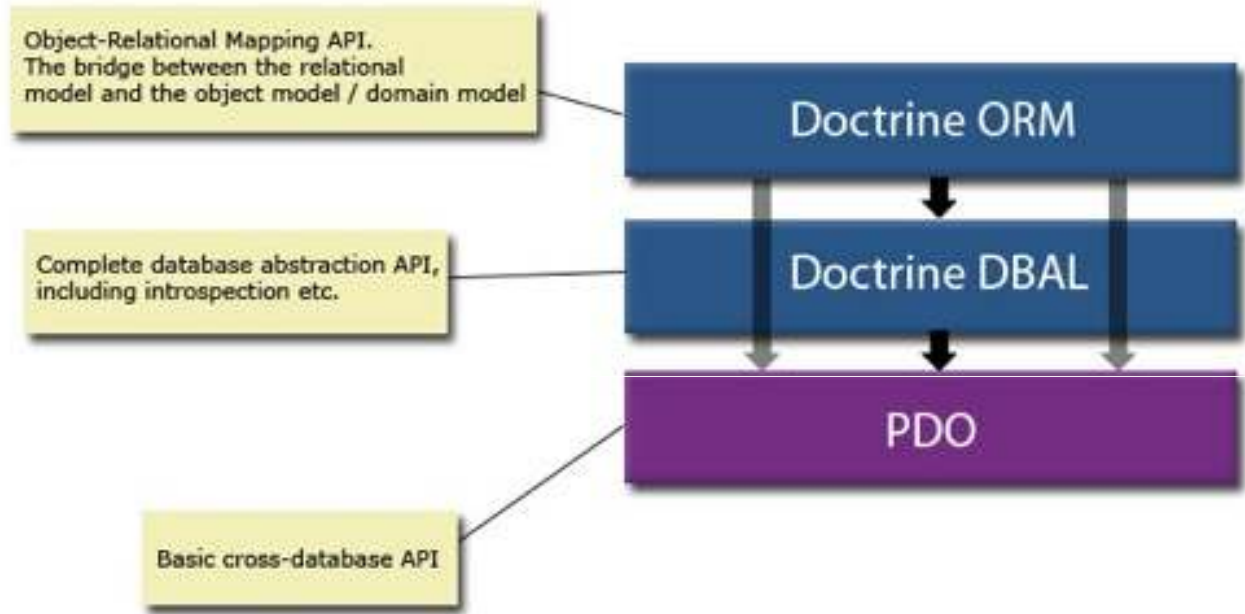 Object-Relational Mapping API.
The bridge between the relational
model and the object model / domain model
Doctrine ORM
Complete database abstraction API,
including introspection etc.
Doctrine DBAL
PDO
Basic cross-database API